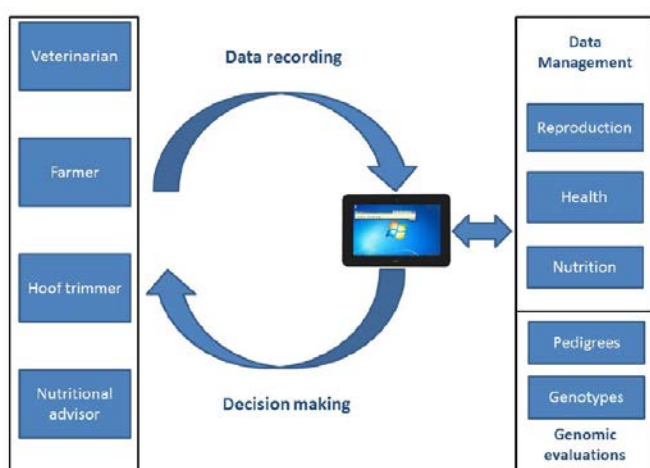 Veterinarian
Farmer
Hoof trimmer
Nutritional
advisor
Data recording
Decision making
Data
Management
Reproduction
Health
Nutrition
Pedigrees
Genotypes
Genomic
evaluations